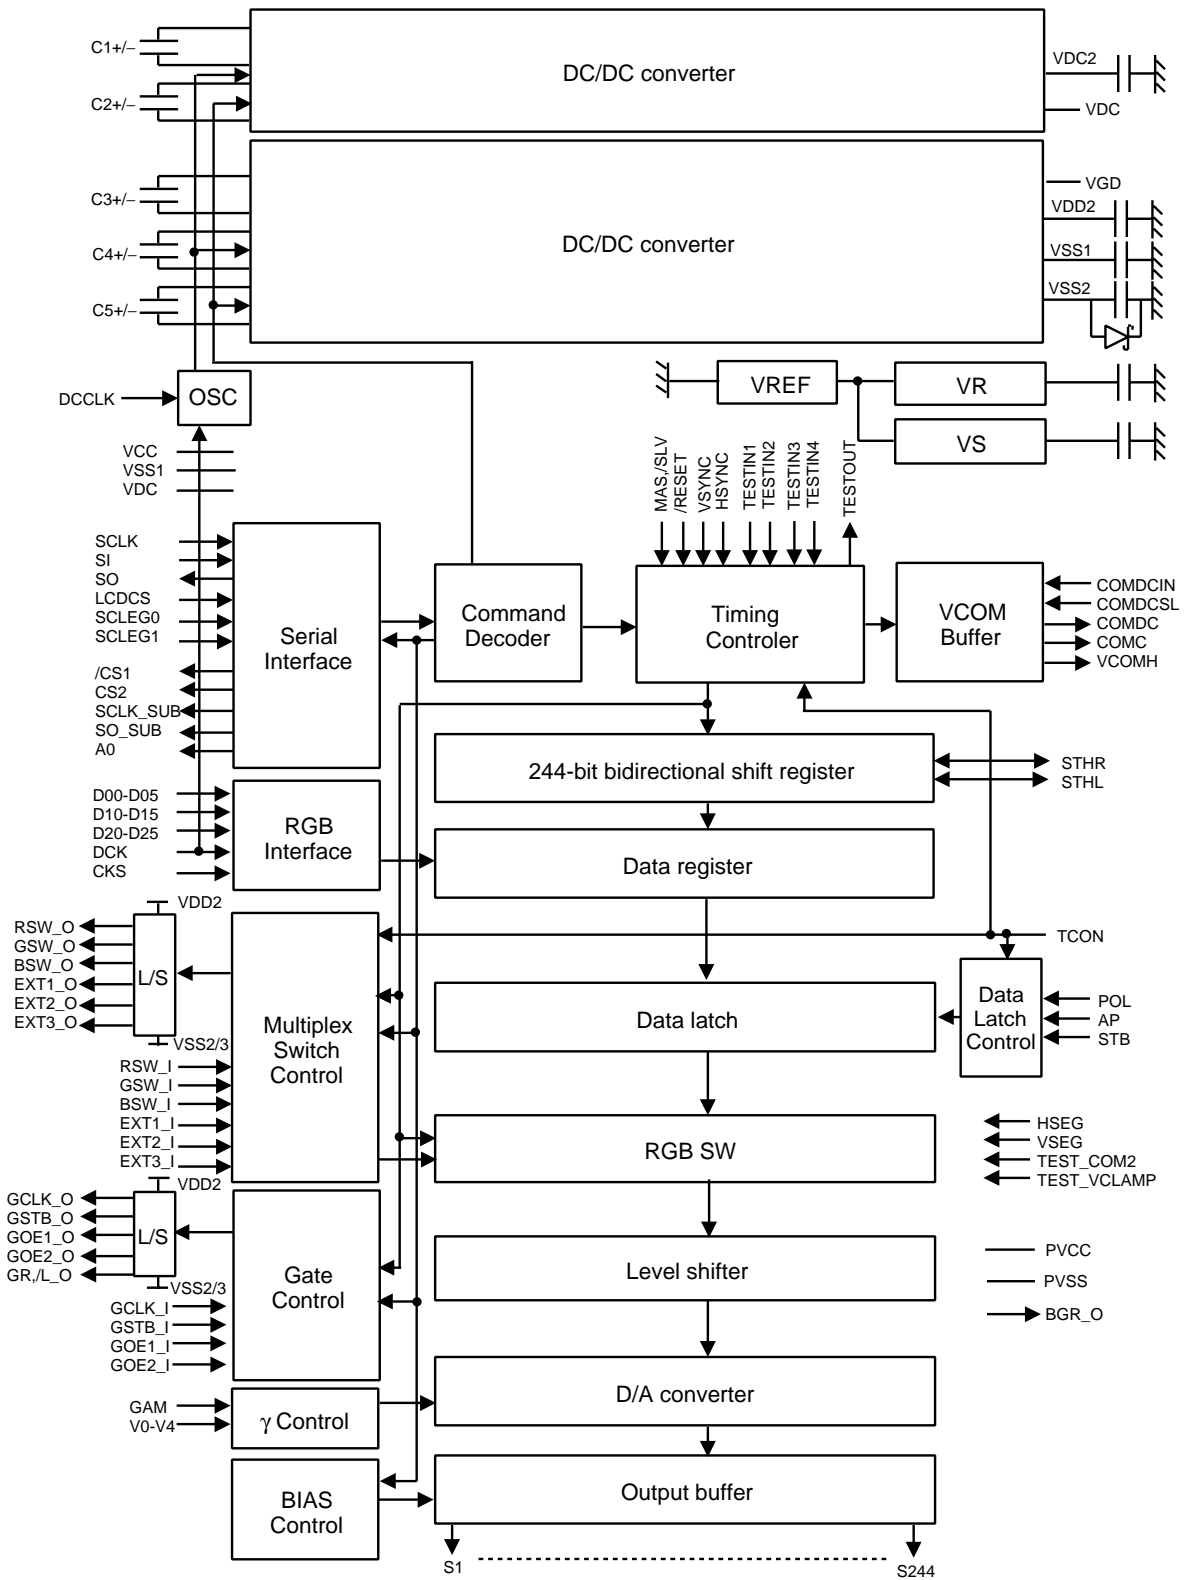 C1+/–
DC/DC converter
VDC2
C2+/–
VDC
C3+/–
VGD
VDD2
C4+/–
DC/DC converter
VSS1
VSS2
C5+/–
DCCLK
OSC
VREF
VR
VS
VCC
VSS1
VDC
MAS,/SLV
/RESET
VSYNC
HSYNC
TESTIN1
TESTIN2
TESTIN3
TESTIN4
TESTOUT
SCLK
SI
SO
LCDCS
SCLEG0
SCLEG1
/CS1
CS2
SCLK_SUB
SO_SUB
A0
Serial
Interface
Command
Decoder
Timing
Controler
VCOM
Buffer
COMDCIN
COMDCSL
COMDC
COMC
VCOMH
244-bit bidirectional shift register
STHR
STHL
D00-D05
D10-D15
D20-D25
DCK
CKS
RGB
Interface
Data register
VDD2
RSW_O
GSW_O
BSW_O
EXT1_O
EXT2_O
EXT3_O
L/S
VSS2/3
RSW_I
GSW_I
BSW_I
EXT1_I
EXT2_I
EXT3_I
Multiplex
Switch
Control
TCON
Data latch
Data
Latch
Control
POL
AP
STB
RGB SW
HSEG
VSEG
TEST_COM2
TEST_VCLAMP
VDD2
GCLK_O
GSTB_O
GOE1_O
GOE2_O
GR,/L_O
L/S
VSS2/3
GCLK_I
GSTB_I
GOE1_I
GOE2_I
Gate
Control
Level shifter
PVCC
PVSS
BGR_O
GAM
V0-V4
γ Control
D/A converter
BIAS
Control
Output buffer
S1
S244